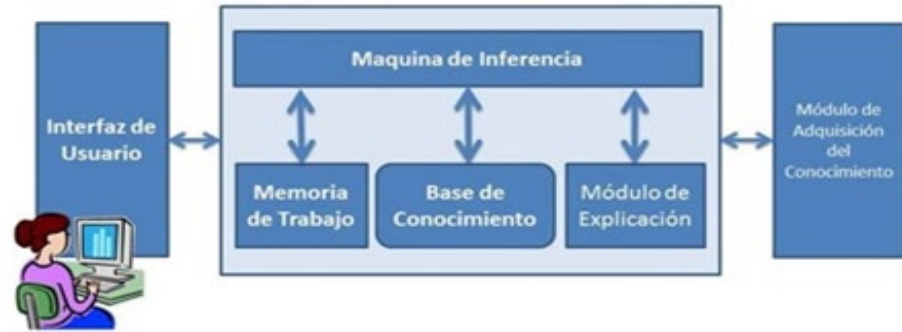 Maquina de Inferencia
Interfaz de
Usuario
Memoria
de Trabajo
Base de
Conocimiento
Módulo de
Explicación
Módulo de
Adquisición
del
Conocimiento